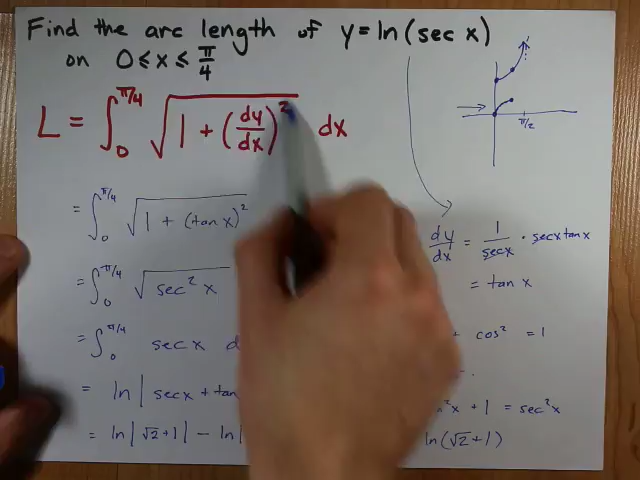 Find the arc length of y = ln(sec x)
on 0 ≤ x ≤ π/4
L = ∫₀^(π/4) √(1 + (dy/dx)²) dx
π/2
= ∫₀^(π/4) √(1 + (tan x)²)
= ∫₀^(π/4) √(sec² x)
= ∫₀^(π/4) sec x d
= ln| sec x + tan
= ln| √2 + 1 | − ln|
dy/dx = 1/(sec x) · sec x tan x
= tan x
+ cos² = 1
²x + 1 = sec² x
ln(√2 + 1)